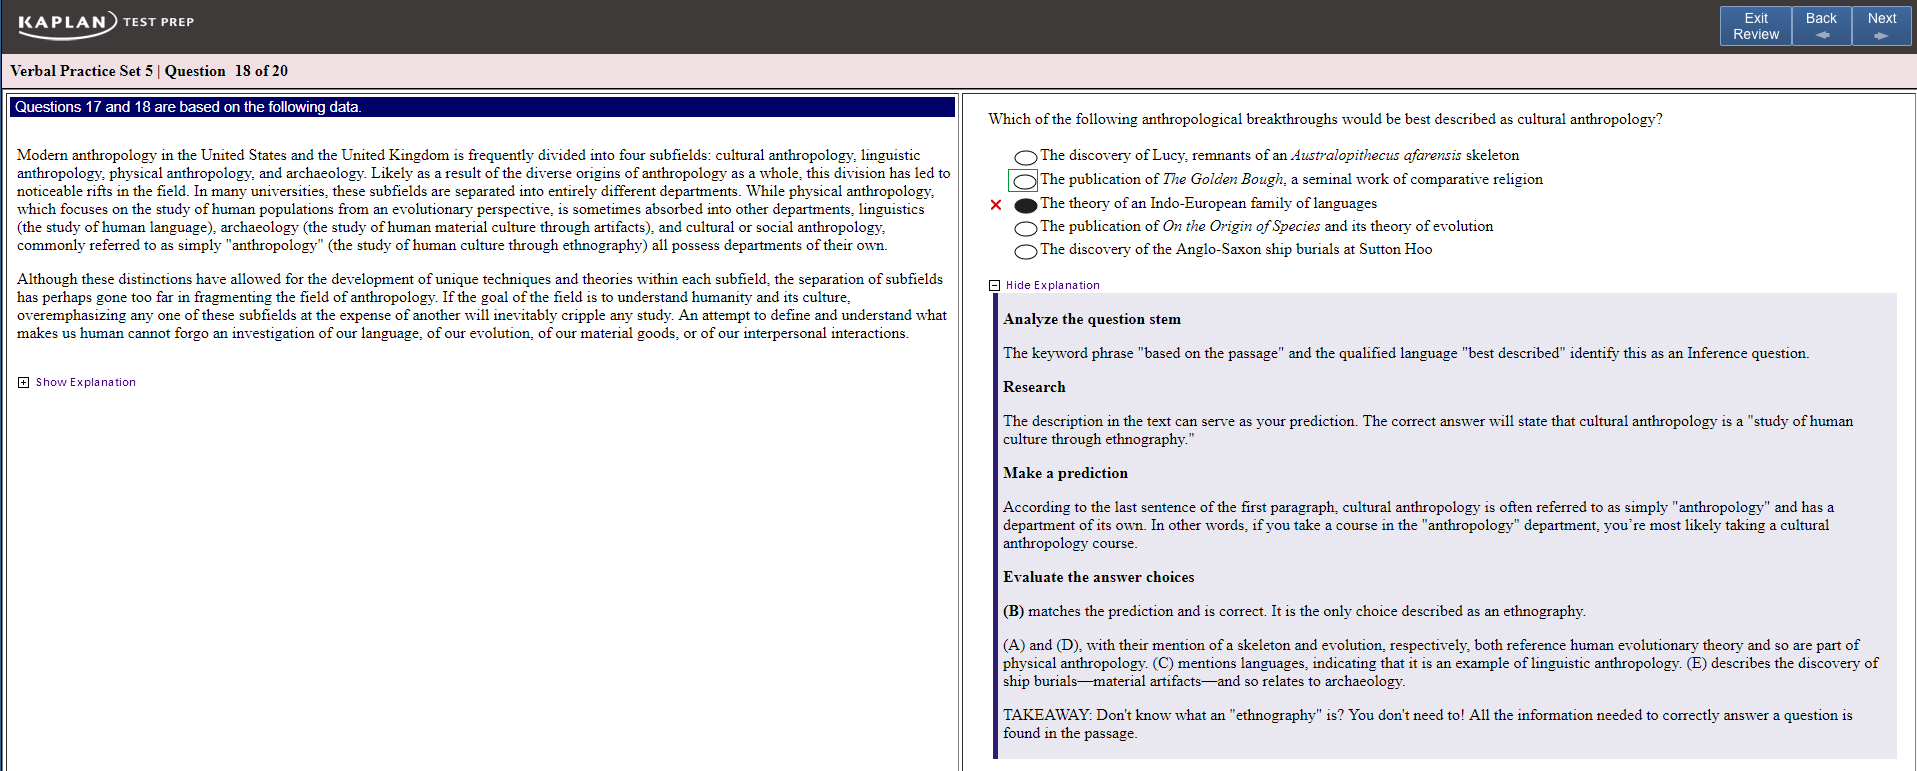 KAPLAN TEST PREP
Exit Review
Back
Next
Verbal Practice Set 5 | Question 18 of 20
Questions 17 and 18 are based on the following data.
Modern anthropology in the United States and the United Kingdom is frequently divided into four subfields: cultural anthropology, linguistic
anthropology, physical anthropology, and archaeology. Likely as a result of the diverse origins of anthropology as a whole, this division has led to
noticeable rifts in the field. In many universities, these subfields are separated into entirely different departments. While physical anthropology,
which focuses on the study of human populations from an evolutionary perspective, is sometimes absorbed into other departments, linguistics
(the study of human language), archaeology (the study of human material culture through artifacts), and cultural or social anthropology,
commonly referred to as simply "anthropology" (the study of human culture through ethnography) all possess departments of their own.
Although these distinctions have allowed for the development of unique techniques and theories within each subfield, the separation of subfields
has perhaps gone too far in fragmenting the field of anthropology. If the goal of the field is to understand humanity and its culture,
overemphasizing any one of these subfields at the expense of another will inevitably cripple any study. An attempt to define and understand what
makes us human cannot forgo an investigation of our language, of our evolution, of our material goods, or of our interpersonal interactions.
Show Explanation
Which of the following anthropological breakthroughs would be best described as cultural anthropology?
The discovery of Lucy, remnants of an Australopithecus afarensis skeleton
The publication of The Golden Bough, a seminal work of comparative religion
The theory of an Indo-European family of languages
The publication of On the Origin of Species and its theory of evolution
The discovery of the Anglo-Saxon ship burials at Sutton Hoo
Hide Explanation
Analyze the question stem
The keyword phrase "based on the passage" and the qualified language "best described" identify this as an Inference question.
Research
The description in the text can serve as your prediction. The correct answer will state that cultural anthropology is a "study of human
culture through ethnography."
Make a prediction
According to the last sentence of the first paragraph, cultural anthropology is often referred to as simply "anthropology" and has a
department of its own. In other words, if you take a course in the "anthropology" department, you're most likely taking a cultural
anthropology course.
Evaluate the answer choices
(B) matches the prediction and is correct. It is the only choice described as an ethnography.
(A) and (D), with their mention of a skeleton and evolution, respectively, both reference human evolutionary theory and so are part of
physical anthropology. (C) mentions languages, indicating that it is an example of linguistic anthropology. (E) describes the discovery of
ship burials—material artifacts—and so relates to archaeology.
TAKEAWAY: Don't know what an "ethnography" is? You don't need to! All the information needed to correctly answer a question is
found in the passage.